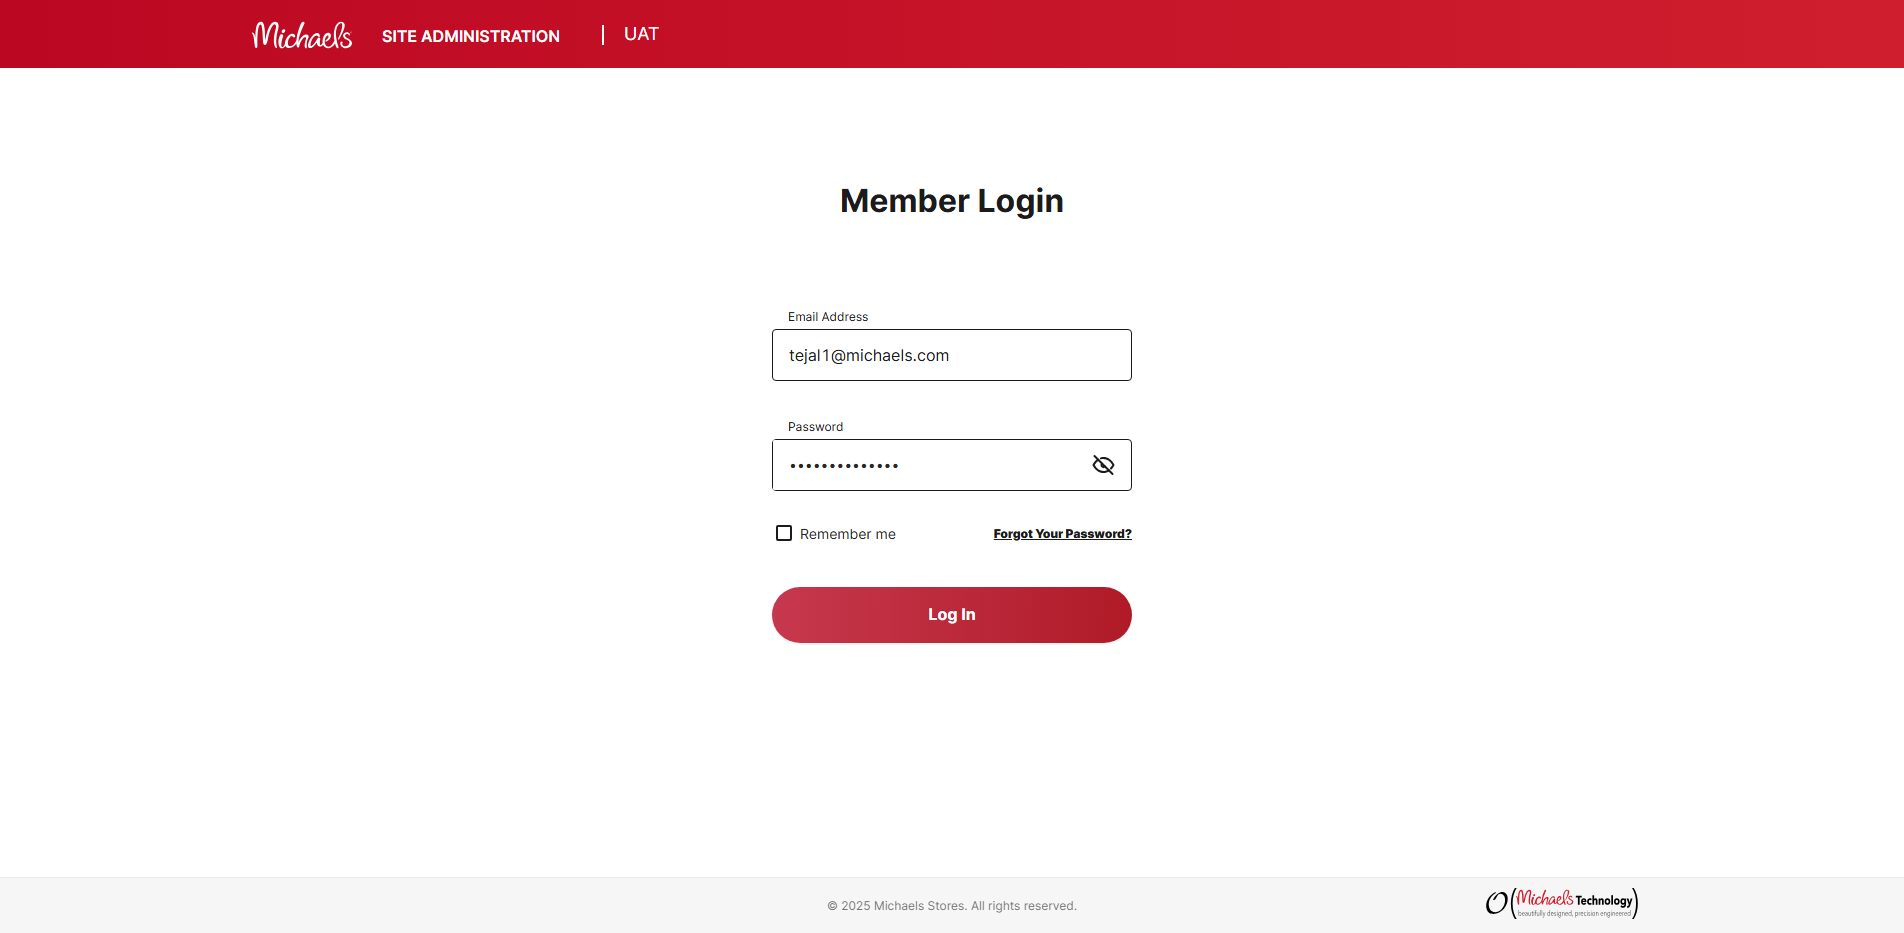 Michaels SITE ADMINISTRATION | UAT
Member Login
Email Address
tejal1@michaels.com
Password
••••••••••••••
Remember me Forgot Your Password?
Log In
© 2025 Michaels Stores. All rights reserved.
O(Michaels Technology)
beautifully designed, precision engineered